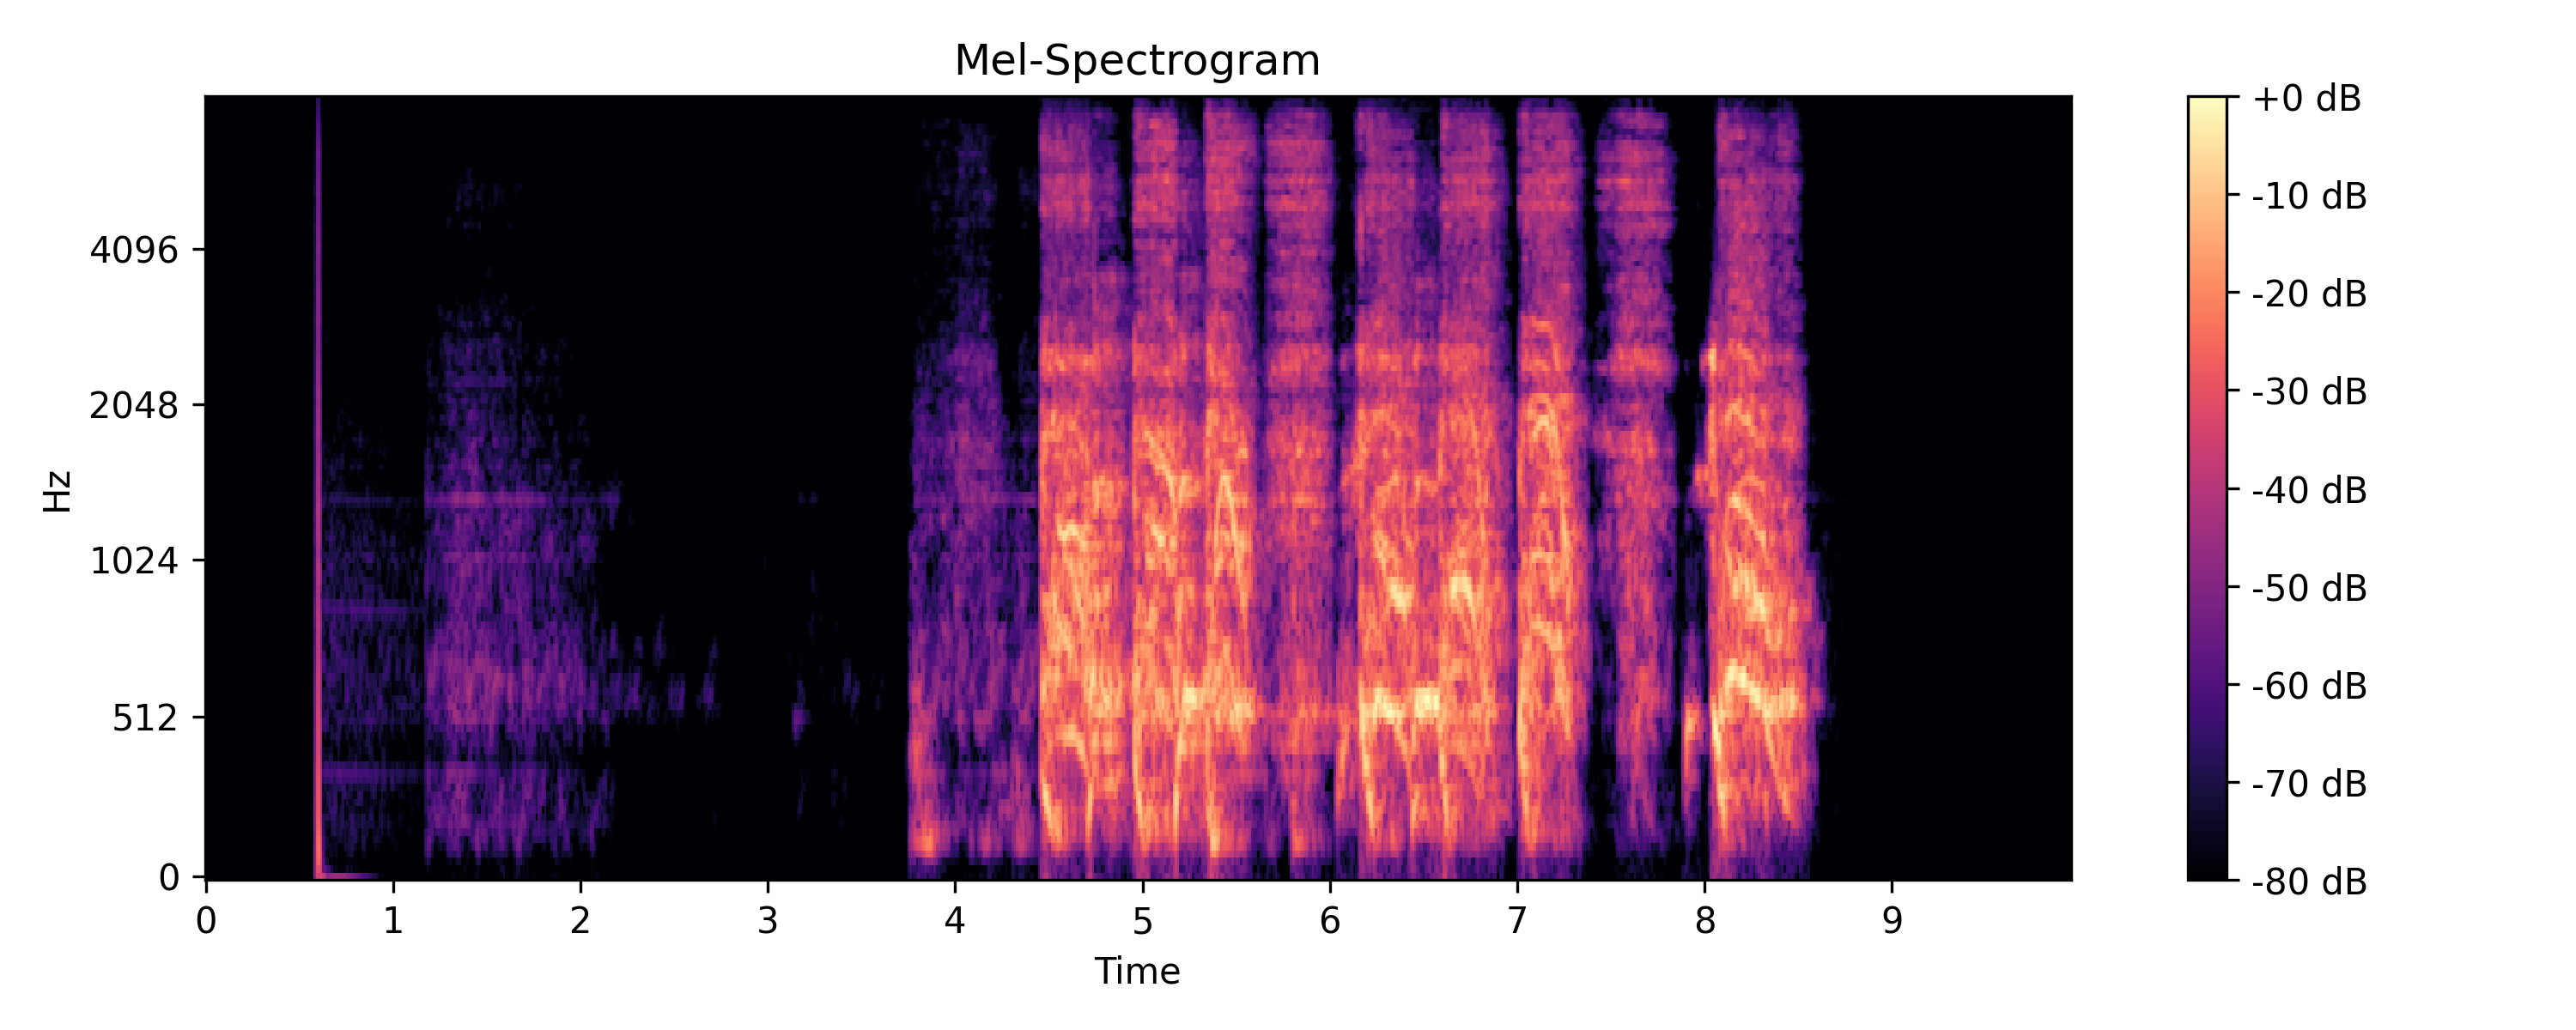 Mel-Spectrogram
+0 dB
-10 dB
4096
-20 dB
2048
-30 dB
Hz
-40 dB
1024
-50 dB
512
-60 dB
-70 dB
0
-80 dB
0 1 2 3 4 5 6 7 8 9
Time